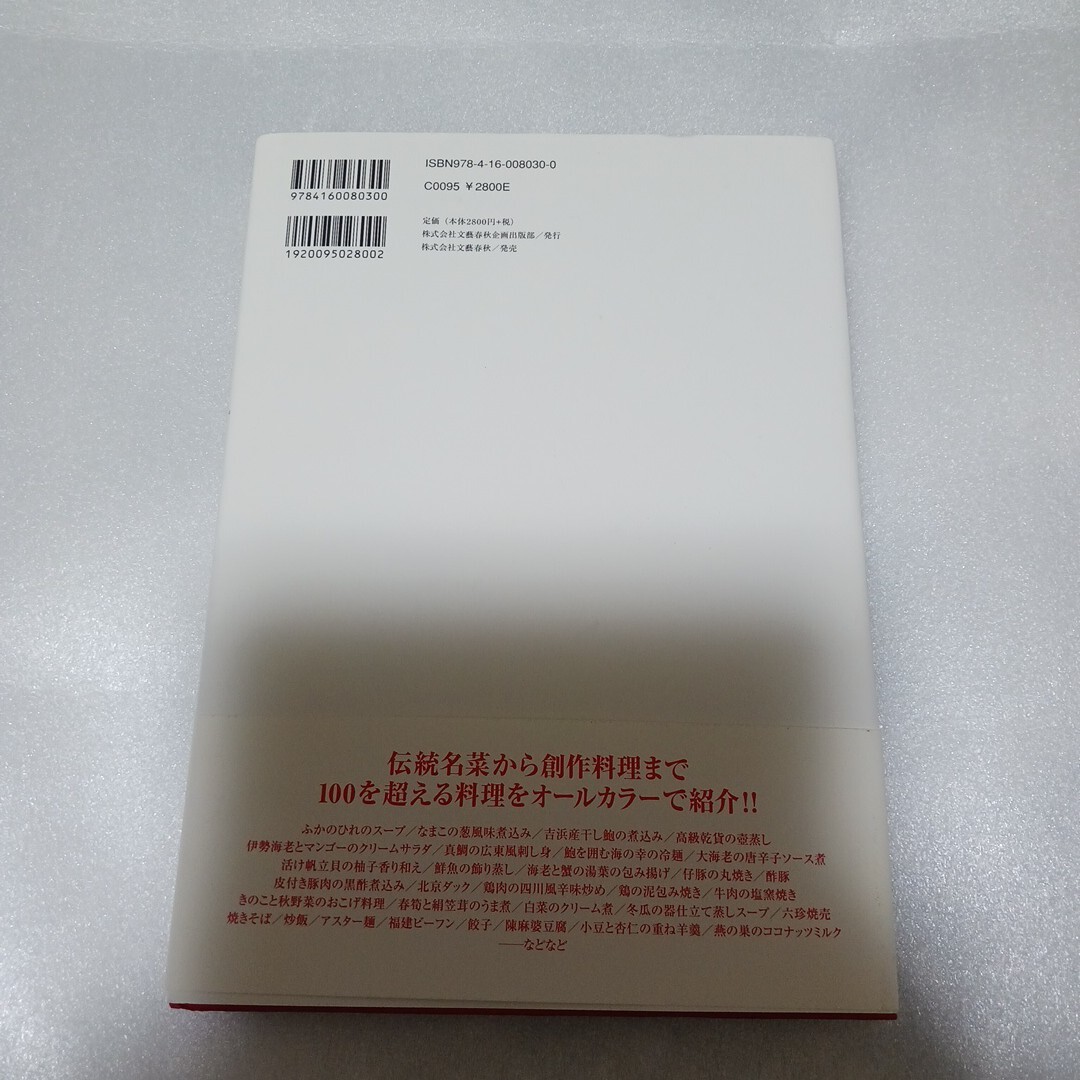 ISBN978-4-16-008030-0
9784160080300
C0095 ¥2800E
定価(本体2800円+税)
株式会社文藝春秋企画出版部/発行
株式会社文藝春秋/発売
1920095028002
伝統名菜から創作料理まで
100を超える料理をオールカラーで紹介!!
ふかのひれのスープ/なまこの葱風味煮込み/吉浜産干し鮑の煮込み/高級乾貨の壺蒸し
伊勢海老とマンゴーのクリームサラダ/真鯛の広東風刺し身/鮑を囲む海の幸の冷麺/大海老の唐辛子ソース煮
活け帆立貝の柚子香り和え/鮮魚の飾り蒸し/海老と蟹の湯葉の包み揚げ/仔豚の丸焼き/酢豚
皮付き豚肉の黒酢煮込み/北京ダック/鶏肉の四川風辛味炒め/鶏の泥包み焼き/牛肉の塩窯焼き
きのこと秋野菜のおこげ料理/春筍と絹笠茸のうま煮/白菜のクリーム煮/冬瓜の器仕立て蒸しスープ/六珍焼売
焼きそば/炒飯/アスター麺/福建ビーフン/餃子/陳麻婆豆腐/小豆と杏仁の重ね羊羹/燕の巣のココナッツミルク
——などなど